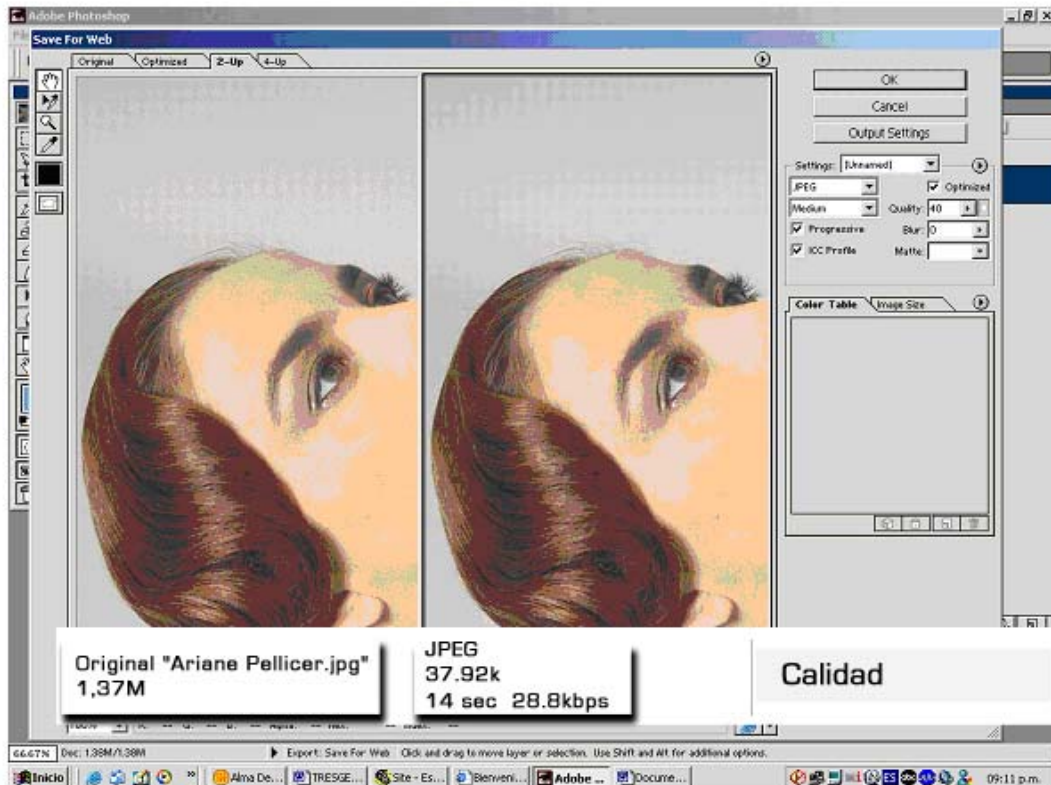 Adobe Photoshop
Save For Web
Original Optimized 2-Up 4-Up
OK
Cancel
Output Settings
Settings: [Unnamed]
JPEG Optimized
Medium Quality: 40
Progressive Blur: 0
ICC Profile Matte:
Color Table Image Size
Original "Ariane Pellicer.jpg"
1,37M
JPEG
37.92k
14 sec 28.8kbps
Calidad
66.67% Doc: 1.38M/1.38M Export: Save For Web Click and drag to move layer or selection. Use Shift and Alt for additional options.
Inicio » Alma De... TRESGE... Site - Es... Bienveni... Adobe ... Docume... ES abc 09:11 p.m.